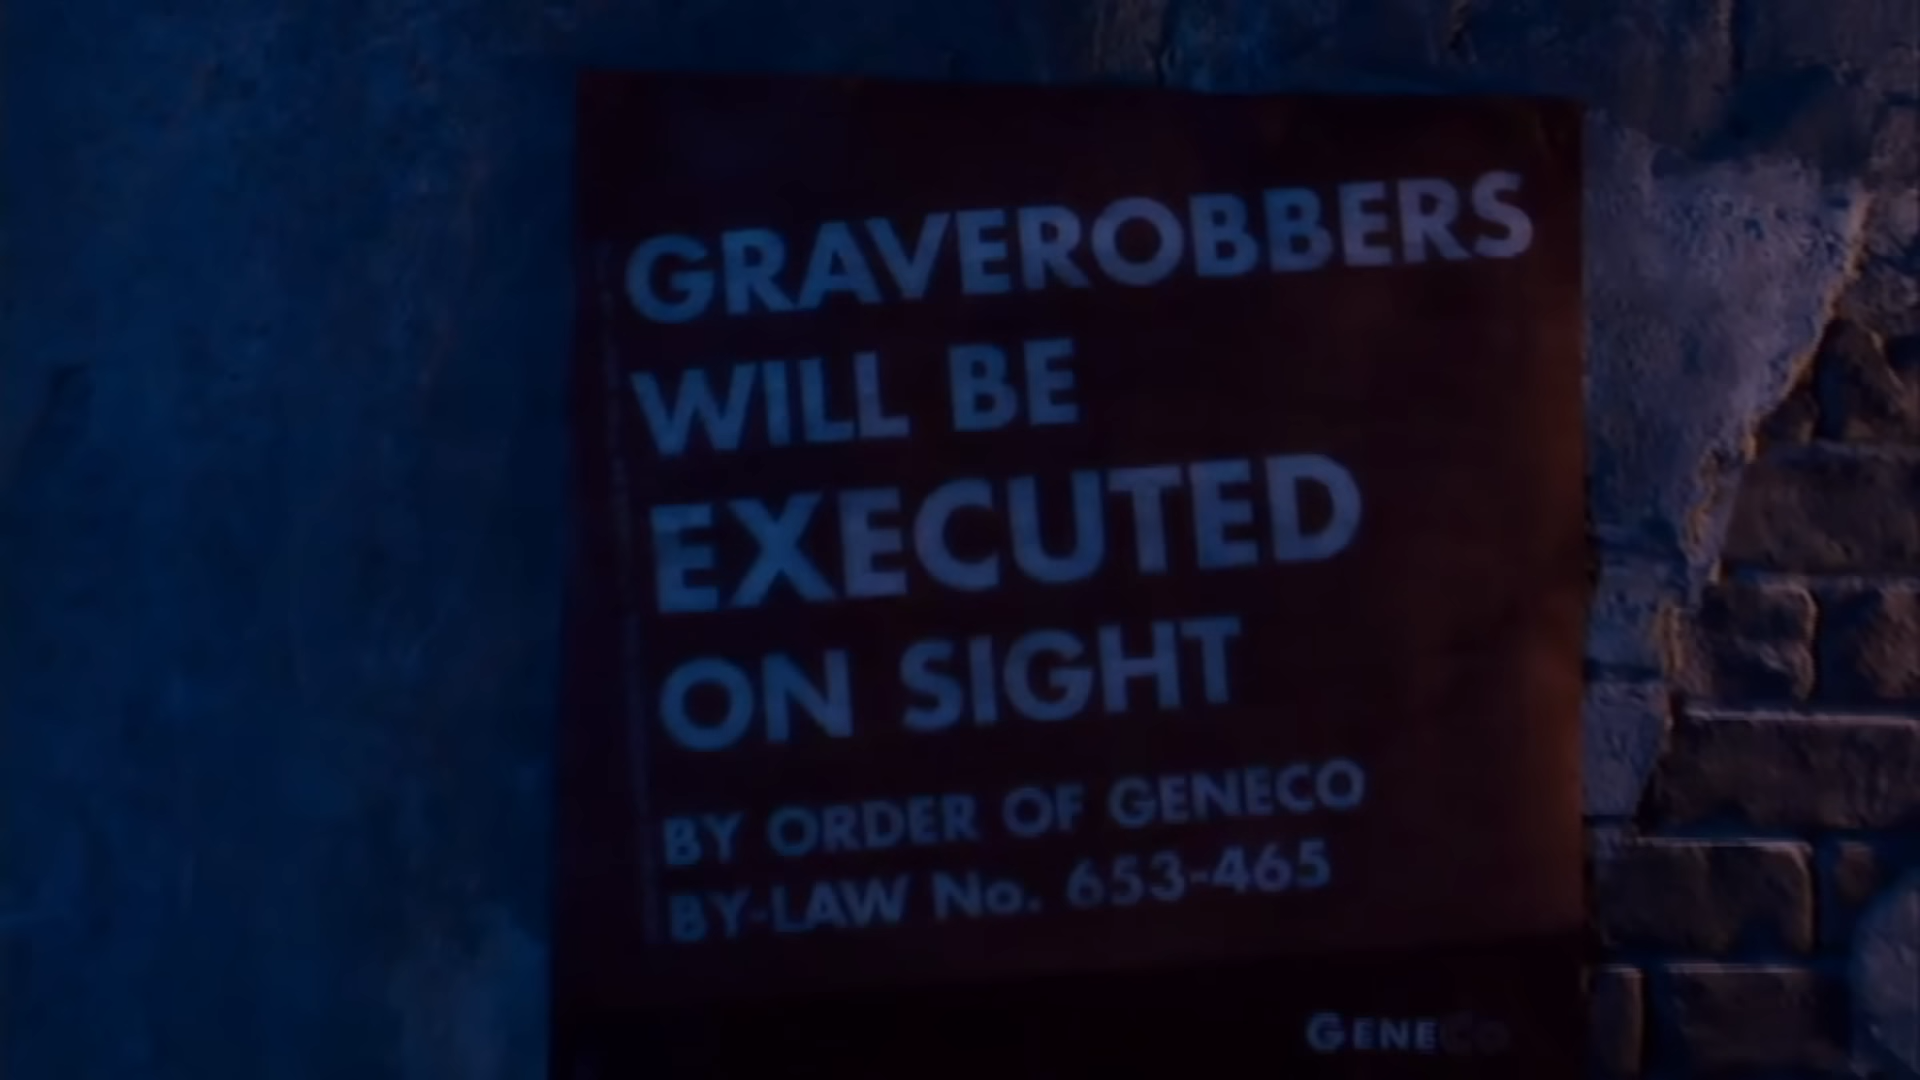 GRAVEROBBERS
WILL BE
EXECUTED
ON SIGHT
BY ORDER OF GENECO
BY-LAW No. 653-465
GENECO